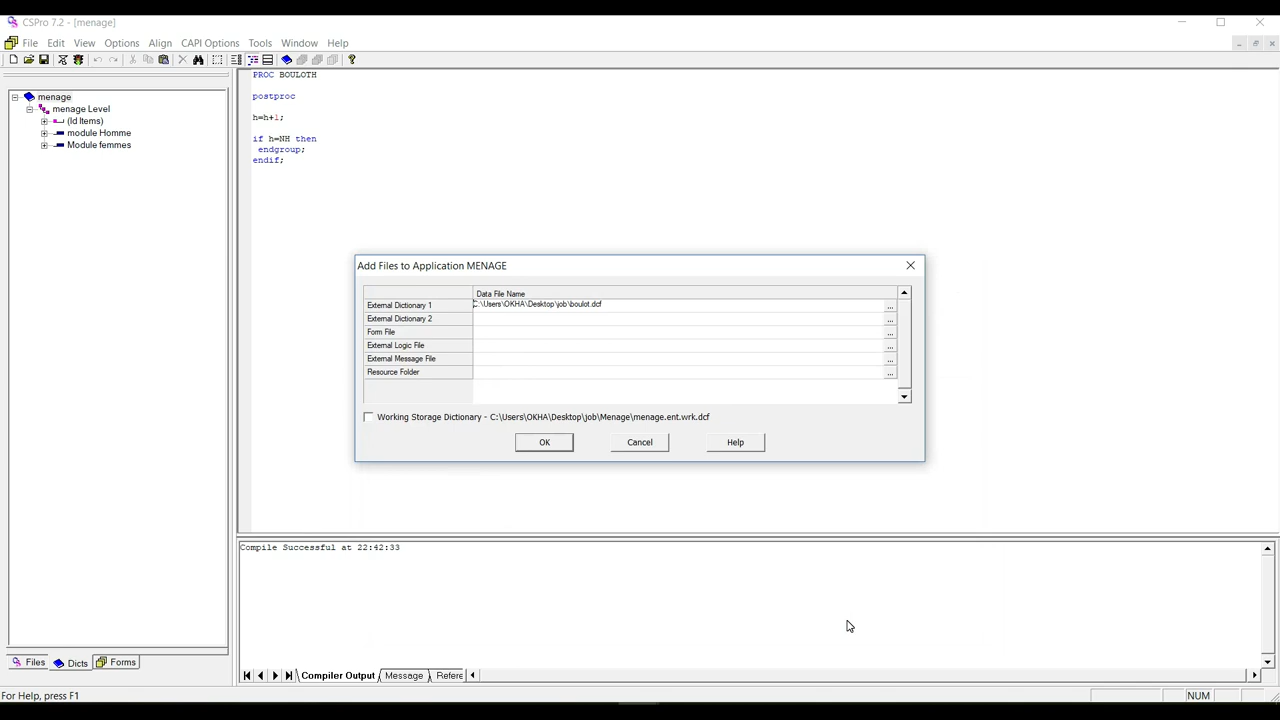 CSPro 7.2 - [menage]
File Edit View Options Align CAPI Options Tools Window Help
menage
menage Level
(Id Items)
module Homme
Module femmes
PROC BOULOTH
postproc
h=h+1;
if h=NH then
endgroup;
endif;
Add Files to Application MENAGE
Data File Name
External Dictionary 1 C:\Users\OKHA\Desktop\job\boulot.dcf
External Dictionary 2
Form File
External Logic File
External Message File
Resource Folder
Working Storage Dictionary - C:\Users\OKHA\Desktop\job\Menage\menage.ent.wrk.dcf
OK Cancel Help
Compile Successful at 22:42:33
Files Dicts Forms
Compiler Output Message Refere
For Help, press F1 NUM